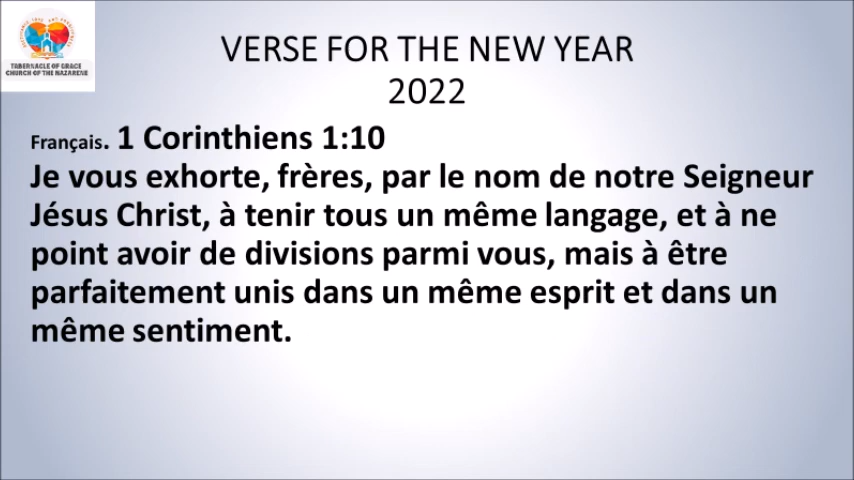 TABERNACLE OF GRACE
CHURCH OF THE NAZARENE
VERSE FOR THE NEW YEAR
2022
Français. 1 Corinthiens 1:10
Je vous exhorte, frères, par le nom de notre Seigneur
Jésus Christ, à tenir tous un même langage, et à ne
point avoir de divisions parmi vous, mais à être
parfaitement unis dans un même esprit et dans un
même sentiment.